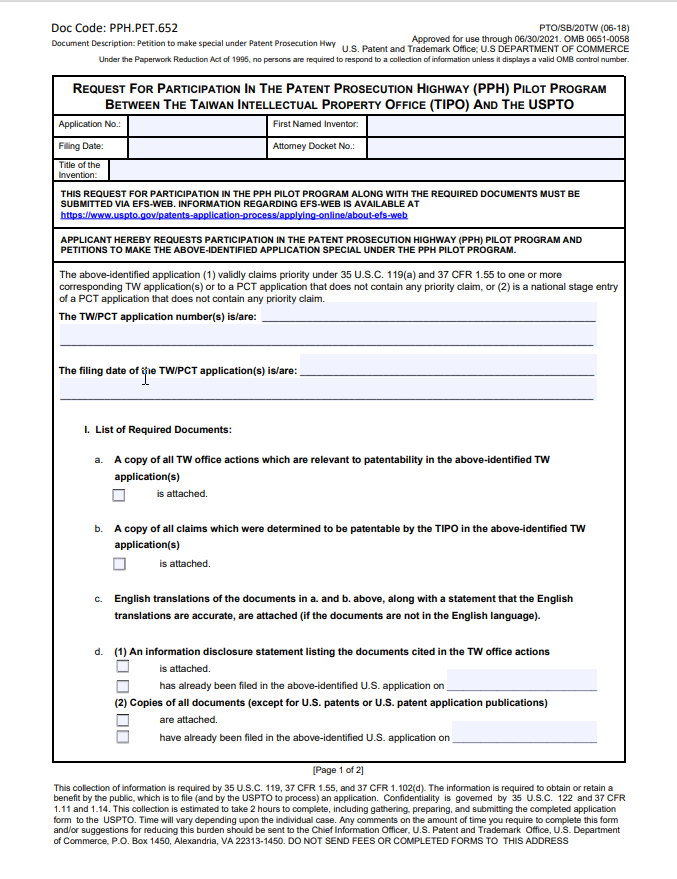 Doc Code: PPH.PET.652
Document Description: Petition to make special under Patent Prosecution Hwy
PTO/SB/20TW (06-18)
Approved for use through 06/30/2021. OMB 0651-0058
U.S. Patent and Trademark Office; U.S DEPARTMENT OF COMMERCE
Under the Paperwork Reduction Act of 1995, no persons are required to respond to a collection of information unless it displays a valid OMB control number.
REQUEST FOR PARTICIPATION IN THE PATENT PROSECUTION HIGHWAY (PPH) PILOT PROGRAM
BETWEEN THE TAIWAN INTELLECTUAL PROPERTY OFFICE (TIPO) AND THE USPTO
Application No.:
First Named Inventor:
Filing Date:
Attorney Docket No.:
Title of the
Invention:
THIS REQUEST FOR PARTICIPATION IN THE PPH PILOT PROGRAM ALONG WITH THE REQUIRED DOCUMENTS MUST BE
SUBMITTED VIA EFS-WEB. INFORMATION REGARDING EFS-WEB IS AVAILABLE AT
https://www.uspto.gov/patents-application-process/applying-online/about-efs-web
APPLICANT HEREBY REQUESTS PARTICIPATION IN THE PATENT PROSECUTION HIGHWAY (PPH) PILOT PROGRAM AND
PETITIONS TO MAKE THE ABOVE-IDENTIFIED APPLICATION SPECIAL UNDER THE PPH PILOT PROGRAM.
The above-identified application (1) validly claims priority under 35 U.S.C. 119(a) and 37 CFR 1.55 to one or more
corresponding TW application(s) or to a PCT application that does not contain any priority claim, or (2) is a national stage entry
of a PCT application that does not contain any priority claim.
The TW/PCT application number(s) is/are:
The filing date of the TW/PCT application(s) is/are:
I. List of Required Documents:
a. A copy of all TW office actions which are relevant to patentability in the above-identified TW
application(s)
is attached.
b. A copy of all claims which were determined to be patentable by the TIPO in the above-identified TW
application(s)
is attached.
c. English translations of the documents in a. and b. above, along with a statement that the English
translations are accurate, are attached (if the documents are not in the English language).
d. (1) An information disclosure statement listing the documents cited in the TW office actions
is attached.
has already been filed in the above-identified U.S. application on
(2) Copies of all documents (except for U.S. patents or U.S. patent application publications)
are attached.
have already been filed in the above-identified U.S. application on
[Page 1 of 2]
This collection of information is required by 35 U.S.C. 119, 37 CFR 1.55, and 37 CFR 1.102(d). The information is required to obtain or retain a
benefit by the public, which is to file (and by the USPTO to process) an application. Confidentiality is governed by 35 U.S.C. 122 and 37 CFR
1.11 and 1.14. This collection is estimated to take 2 hours to complete, including gathering, preparing, and submitting the completed application
form to the USPTO. Time will vary depending upon the individual case. Any comments on the amount of time you require to complete this form
and/or suggestions for reducing this burden should be sent to the Chief Information Officer, U.S. Patent and Trademark Office, U.S. Department
of Commerce, P.O. Box 1450, Alexandria, VA 22313-1450. DO NOT SEND FEES OR COMPLETED FORMS TO THIS ADDRESS